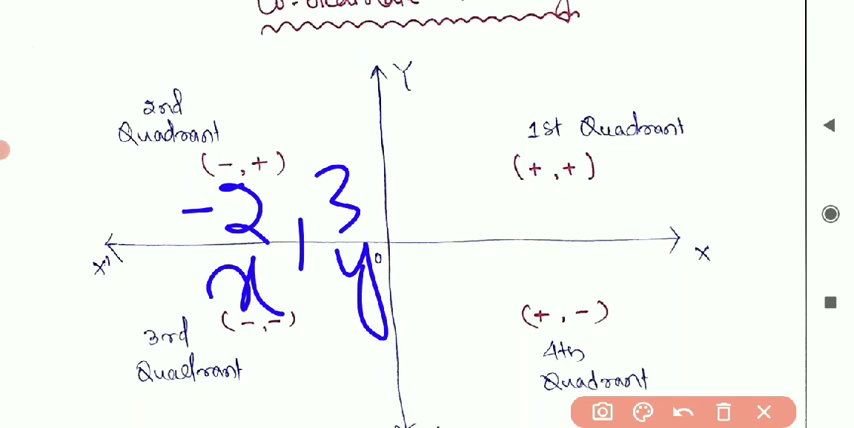 Y
2nd
Quadrant
(-,+)
1st Quadrant
(+,+)
-2, 3
x y
X'
0
X
(-,-)
3rd
Quadrant
(+,-)
4th
Quadrant